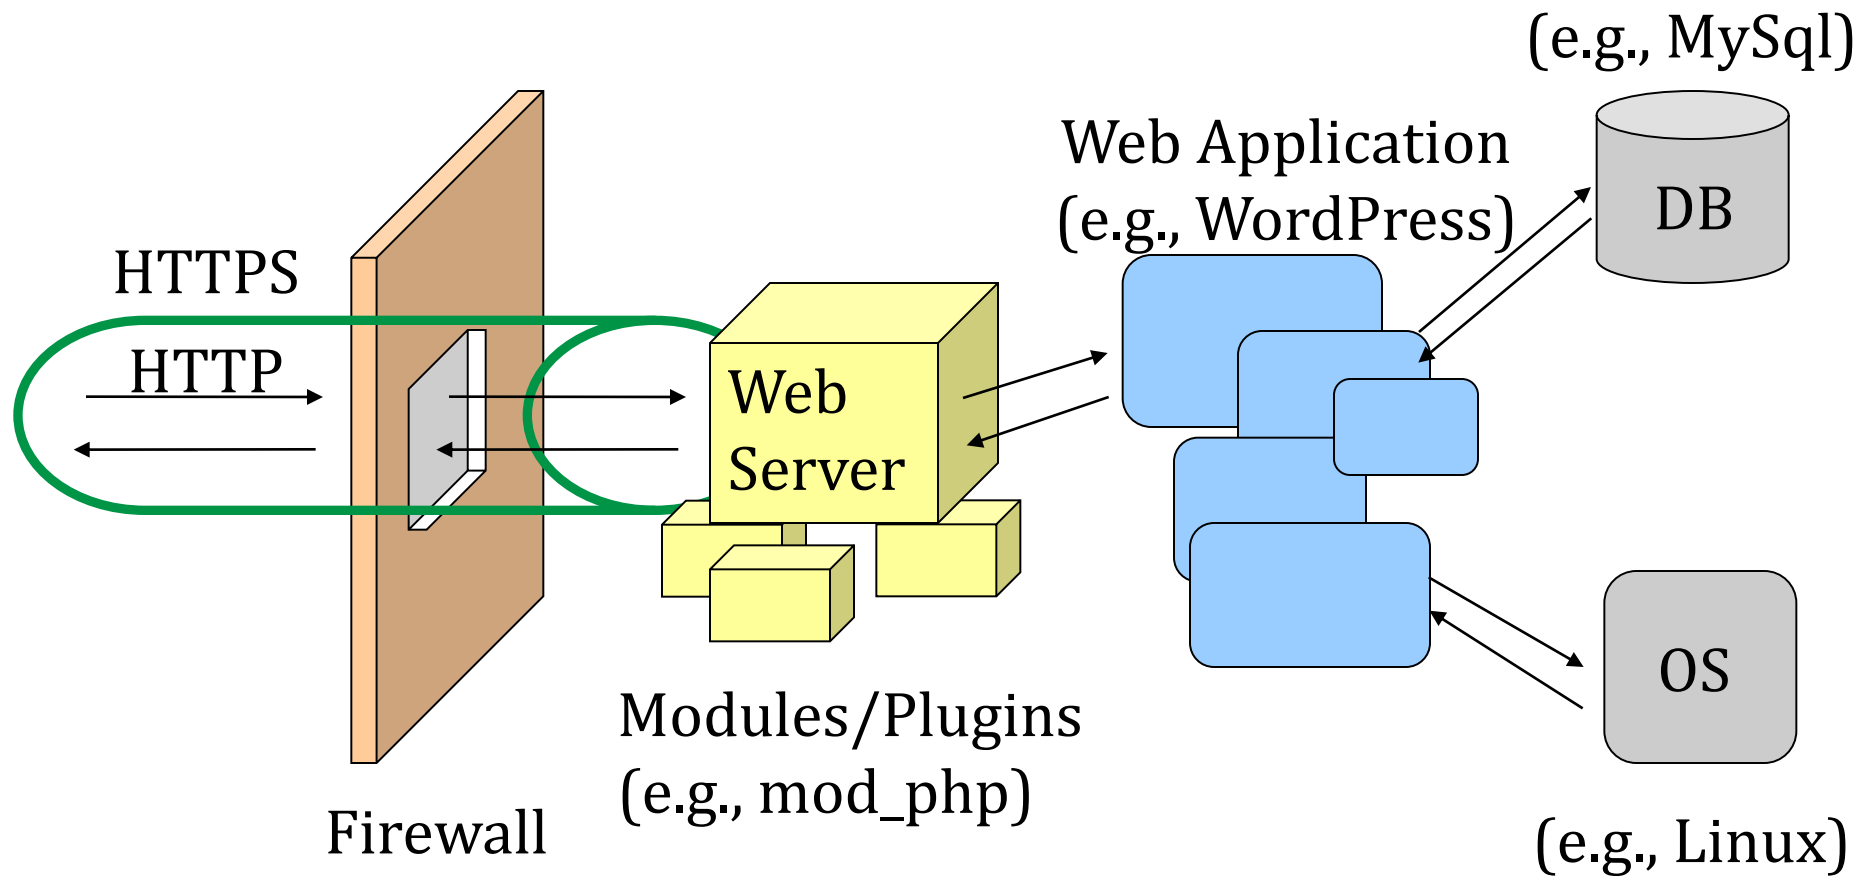 (e.g., MySql)
DB
Web Application
(e.g., WordPress)
HTTPS
HTTP
Web
Server
Modules/Plugins
(e.g., mod_php)
Firewall
OS
(e.g., Linux)